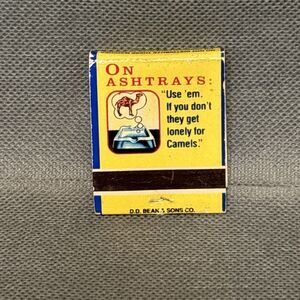 ON
ASHTRAYS:
"Use 'em.
If you don't
they get
lonely for
Camels."
D.D. BEAN & SONS CO.